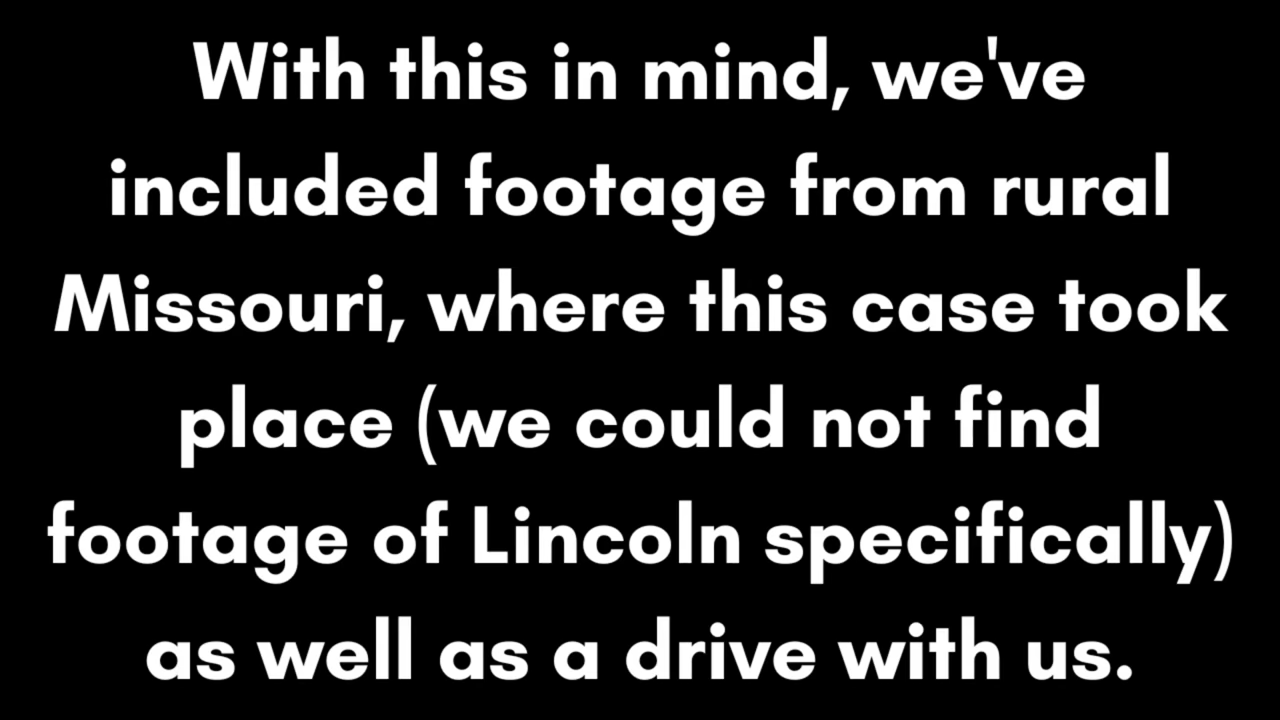 With this in mind, we've
included footage from rural
Missouri, where this case took
place (we could not find
footage of Lincoln specifically)
as well as a drive with us.